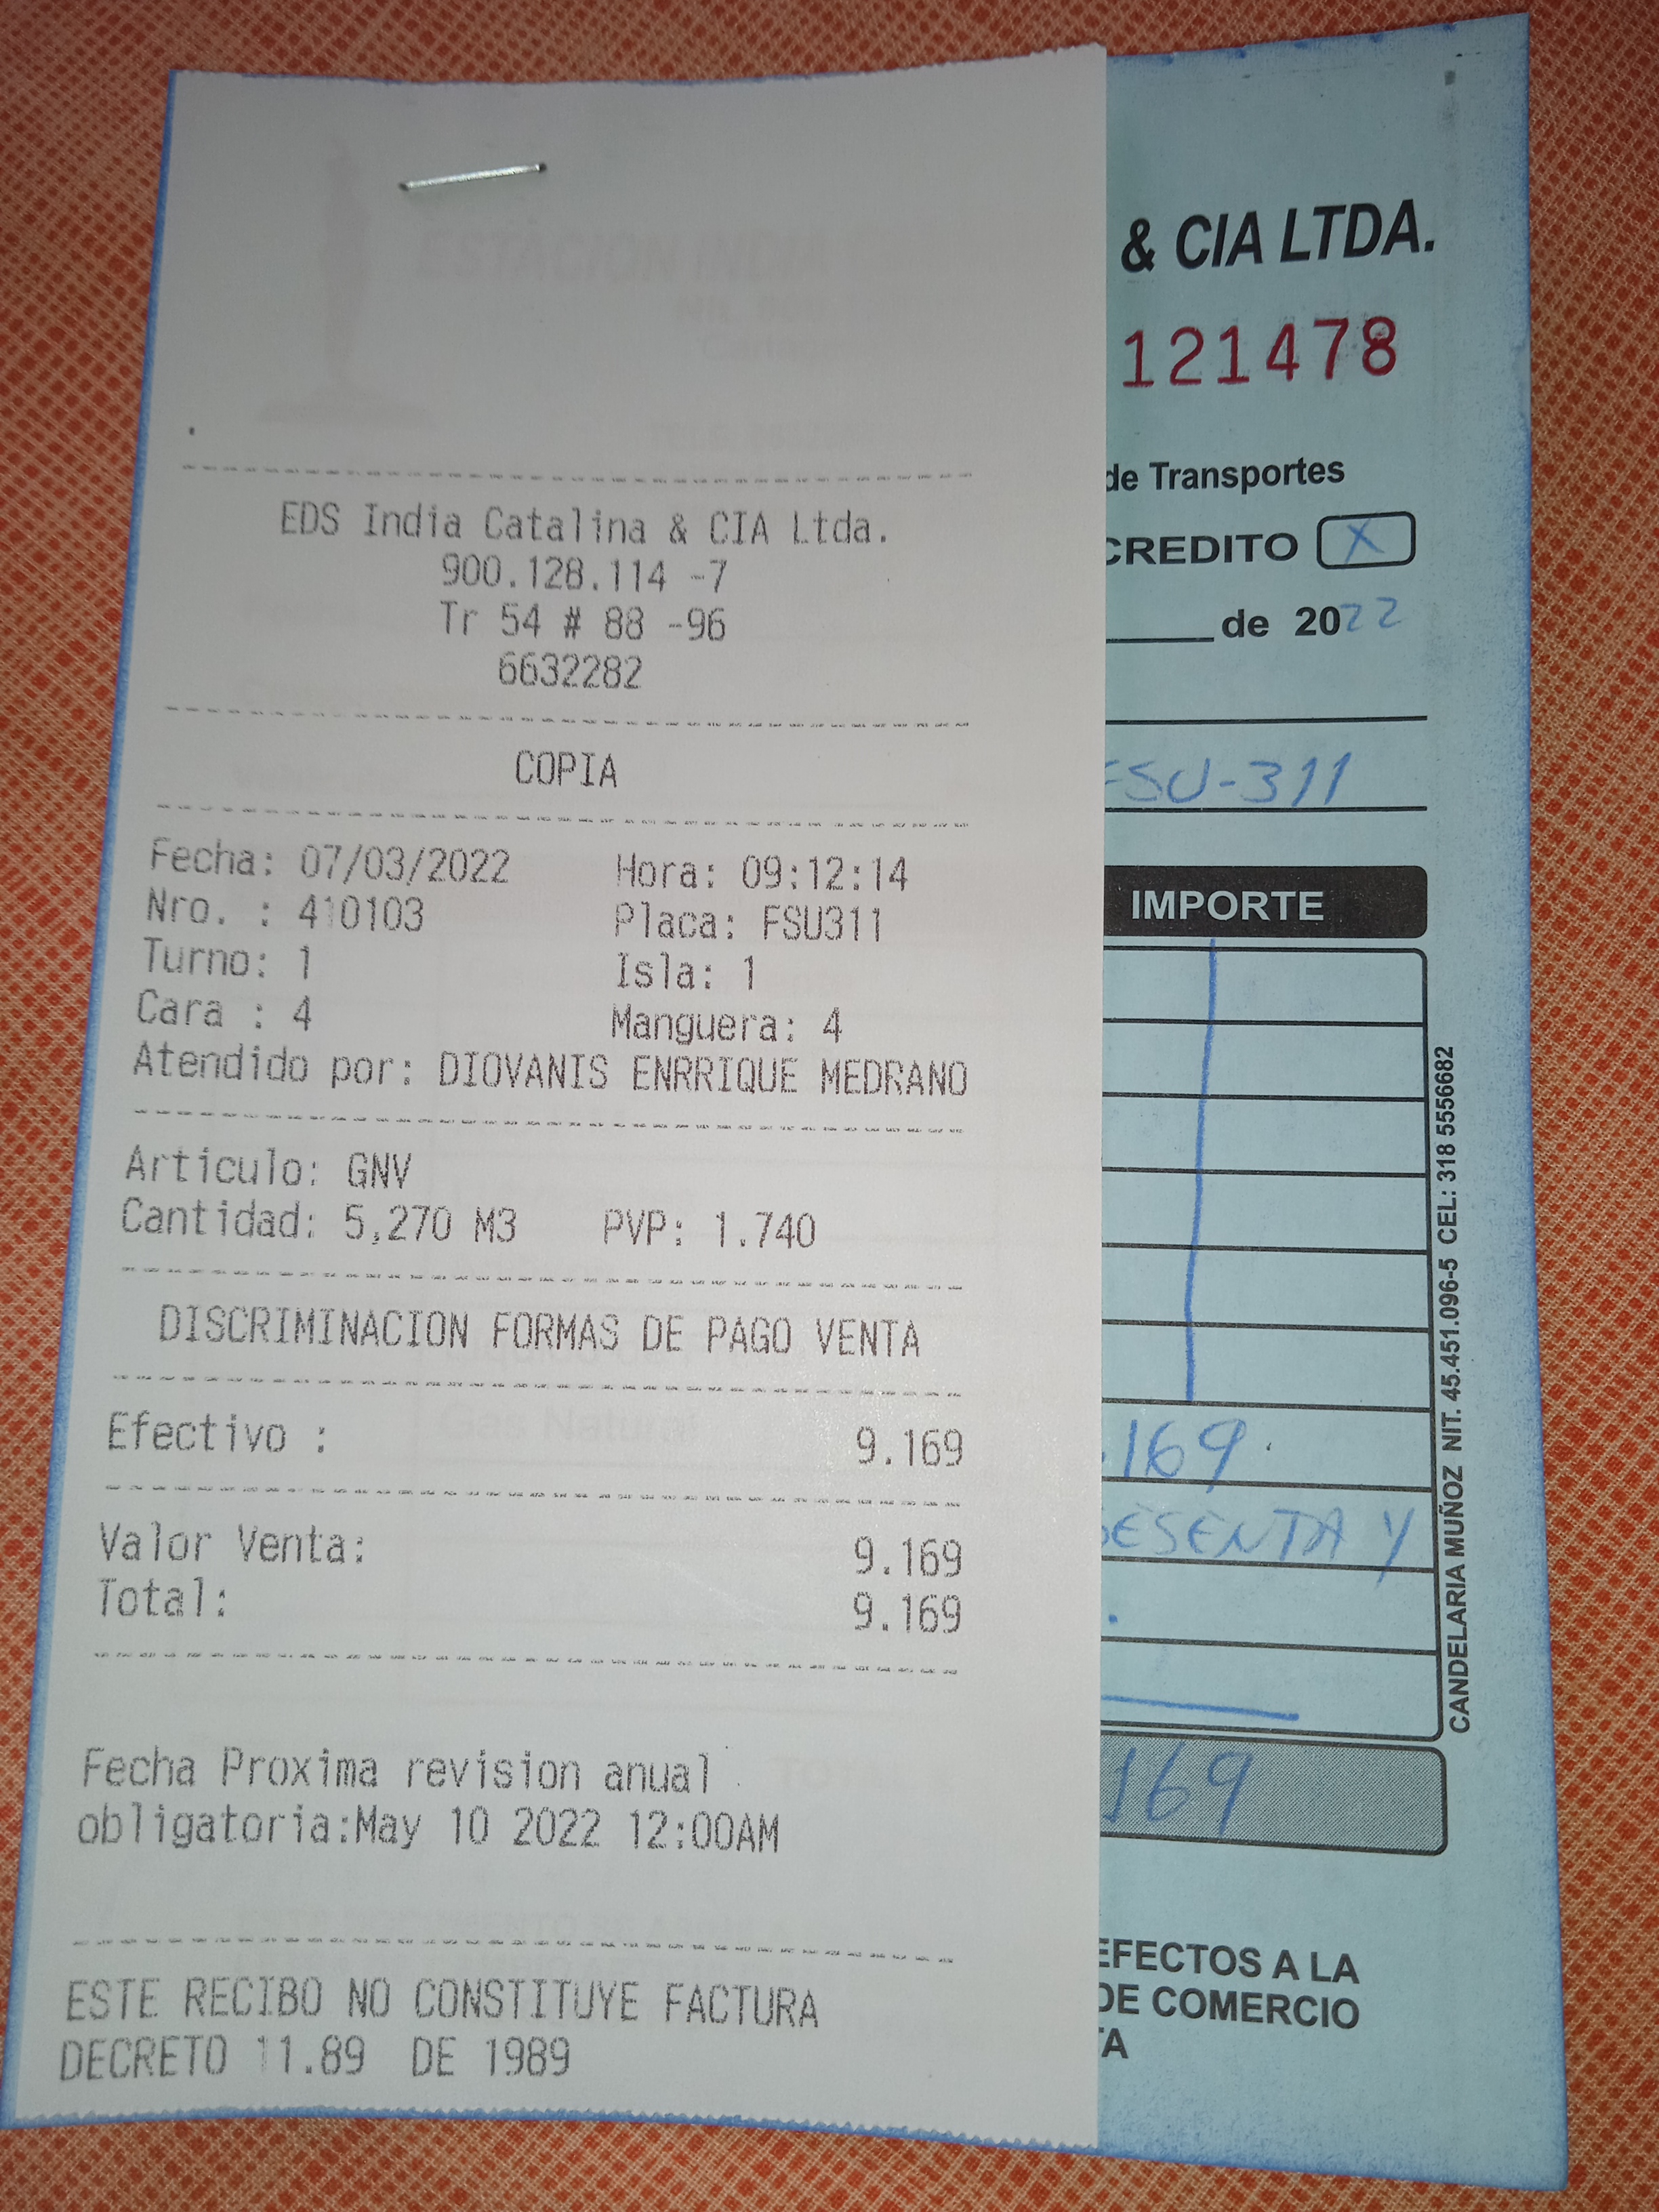 EDS India Catalina & CIA Ltda.
900.128.114 -7
Tr 54 # 88 -96
6632282
COPIA
Fecha: 07/03/2022 Hora: 09:12:14
Nro. : 410103 Placa: FSU311
Turno: 1 Isla: 1
Cara : 4 Manguera: 4
Atendido por: DIOVANIS ENRRIQUE MEDRANO
Articulo: GNV
Cantidad: 5,270 M3 PVP: 1.740
DISCRIMINACION FORMAS DE PAGO VENTA
Efectivo : 9.169
Valor Venta: 9.169
Total: 9.169
Fecha Proxima revision anual
obligatoria:May 10 2022 12:00AM
ESTE RECIBO NO CONSTITUYE FACTURA
DECRETO 11.89 DE 1989
& CIA LTDA.
121478
de Transportes
CREDITO X
de 2022
FSU-311
IMPORTE
169
SESENTA Y
169
EFECTOS A LA
DE COMERCIO
TA
CANDELARIA MUÑOZ NIT. 45.451.096-5 CEL: 318 5556682